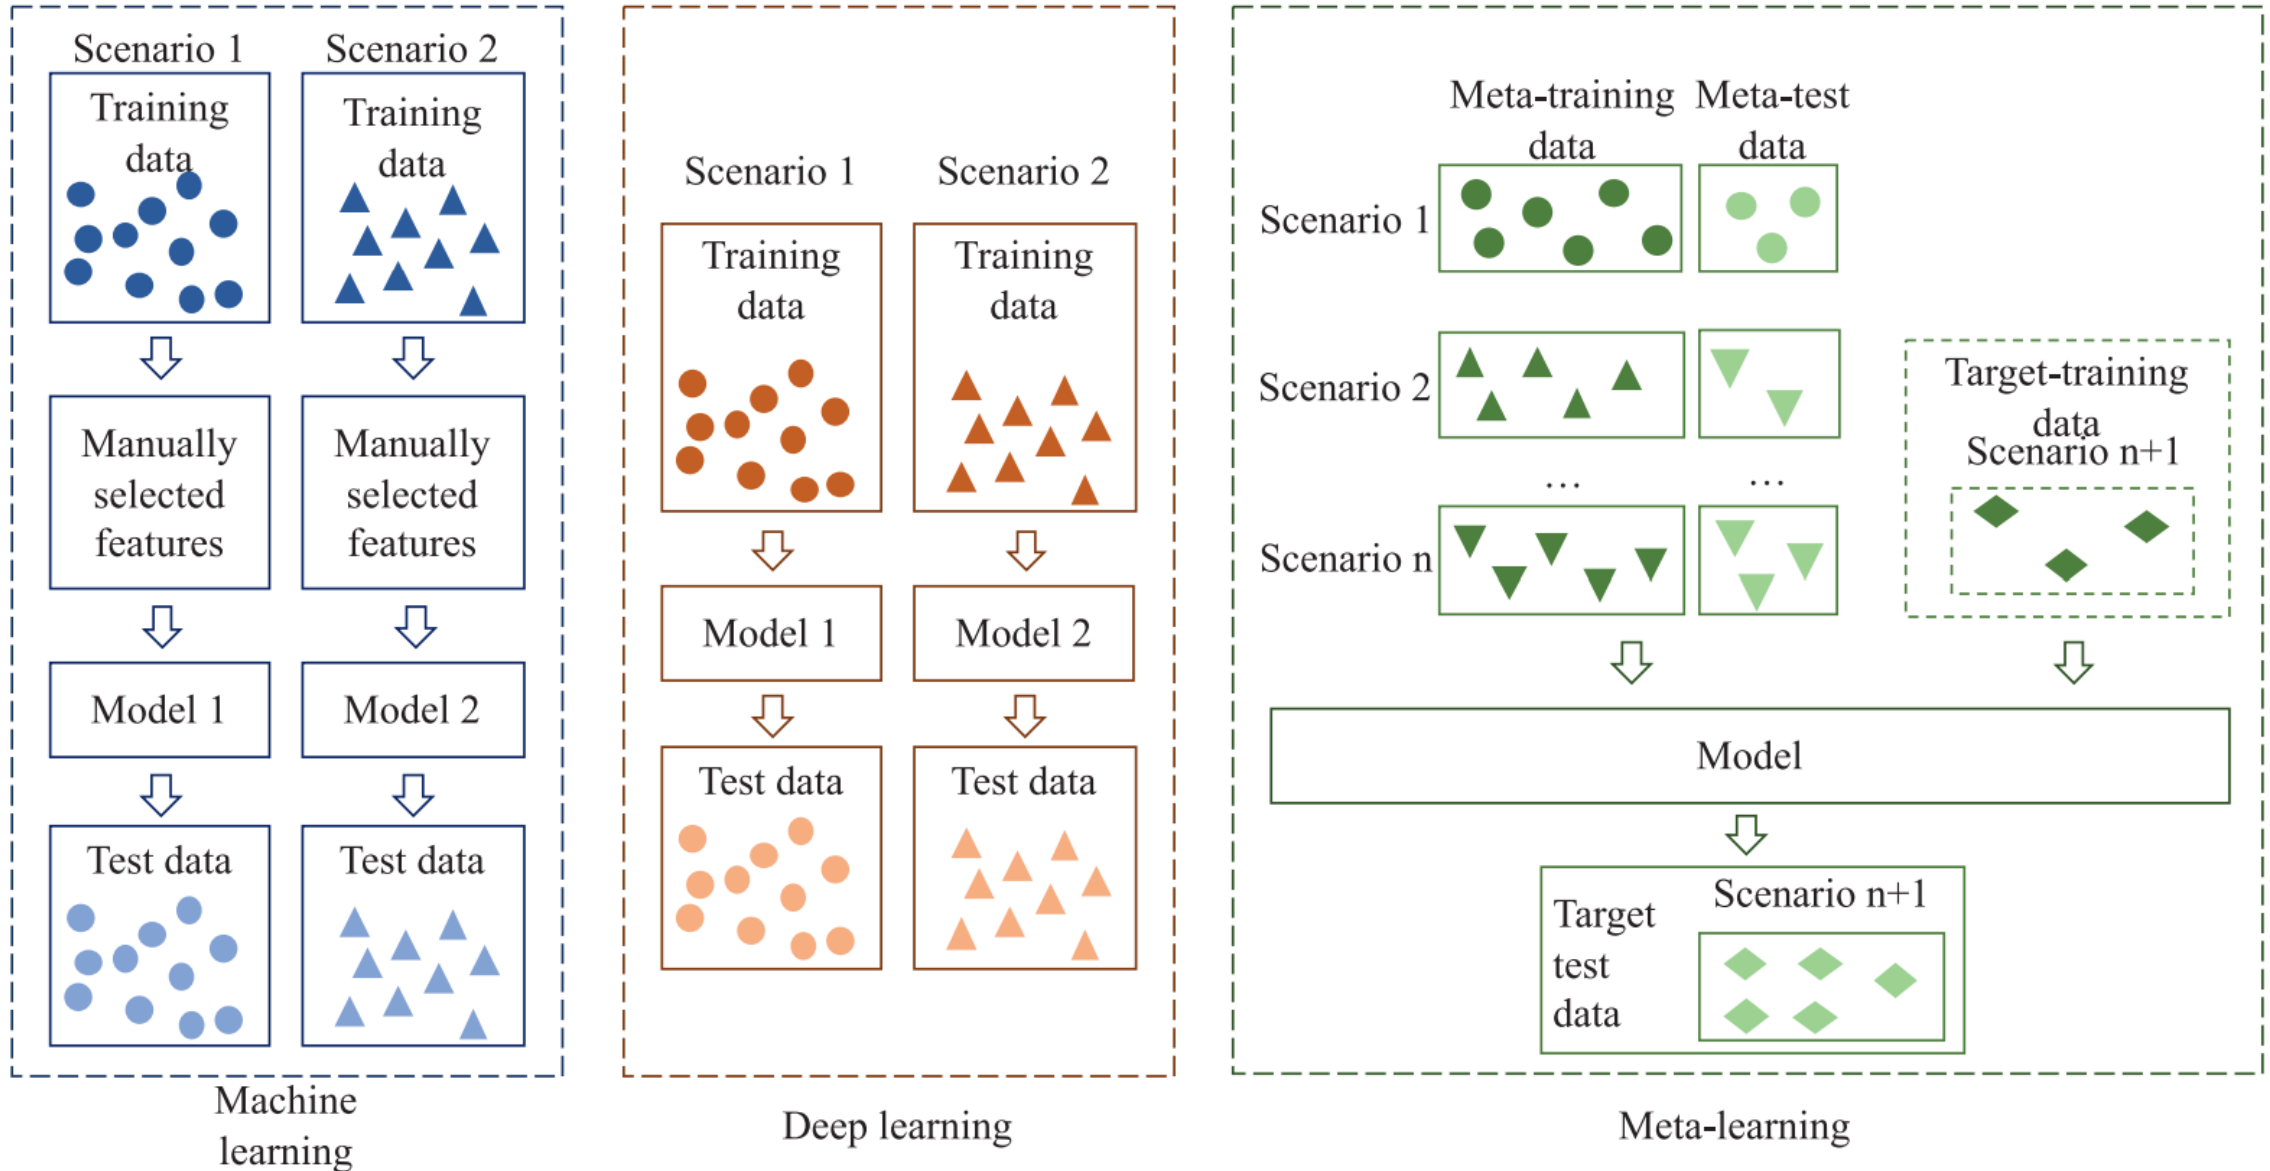 Scenario 1
Training
data
Manually
selected
features
Model 1
Test data
Scenario 2
Training
data
Manually
selected
features
Model 2
Test data
Machine
learning
Scenario 1
Training
data
Model 1
Test data
Scenario 2
Training
data
Model 2
Test data
Deep learning
Meta-training
data
Meta-test
data
Scenario 1
Scenario 2
...
...
Scenario n
Target-training
data
Scenario n+1
Model
Target
test
data
Scenario n+1
Meta-learning